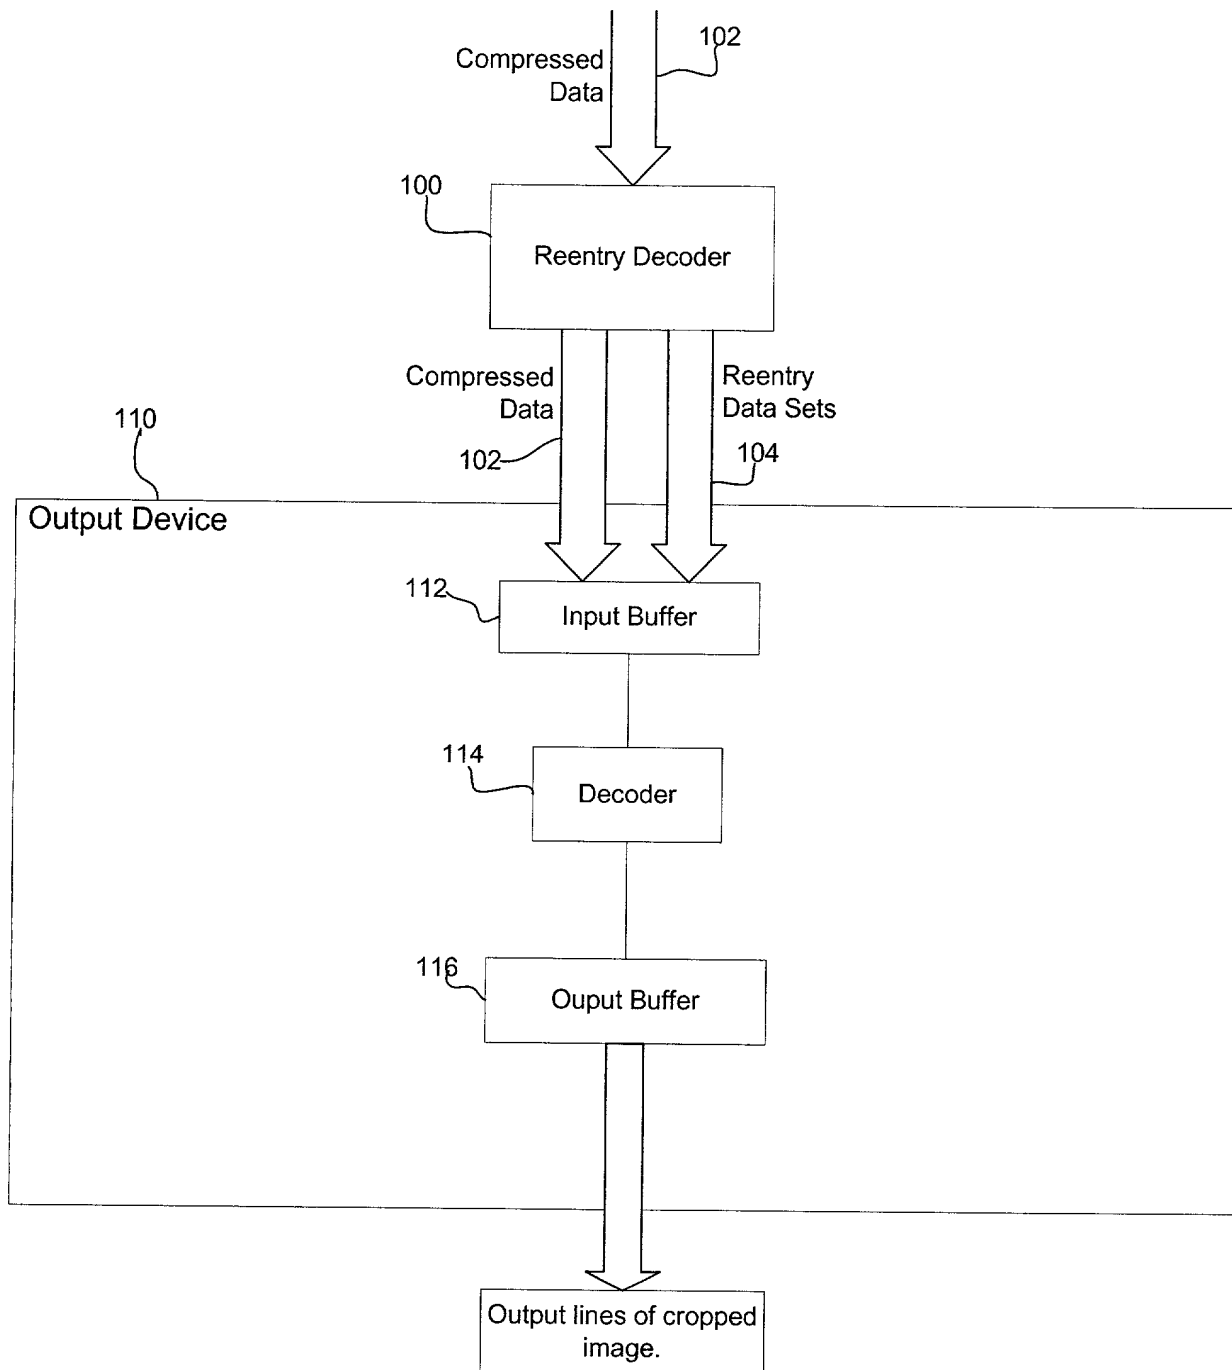 102
Compressed
Data
100
Reentry Decoder
Compressed
Data
Reentry
Data Sets
110
102
104
Output Device
112
Input Buffer
114
Decoder
116
Ouput Buffer
Output lines of cropped
image.